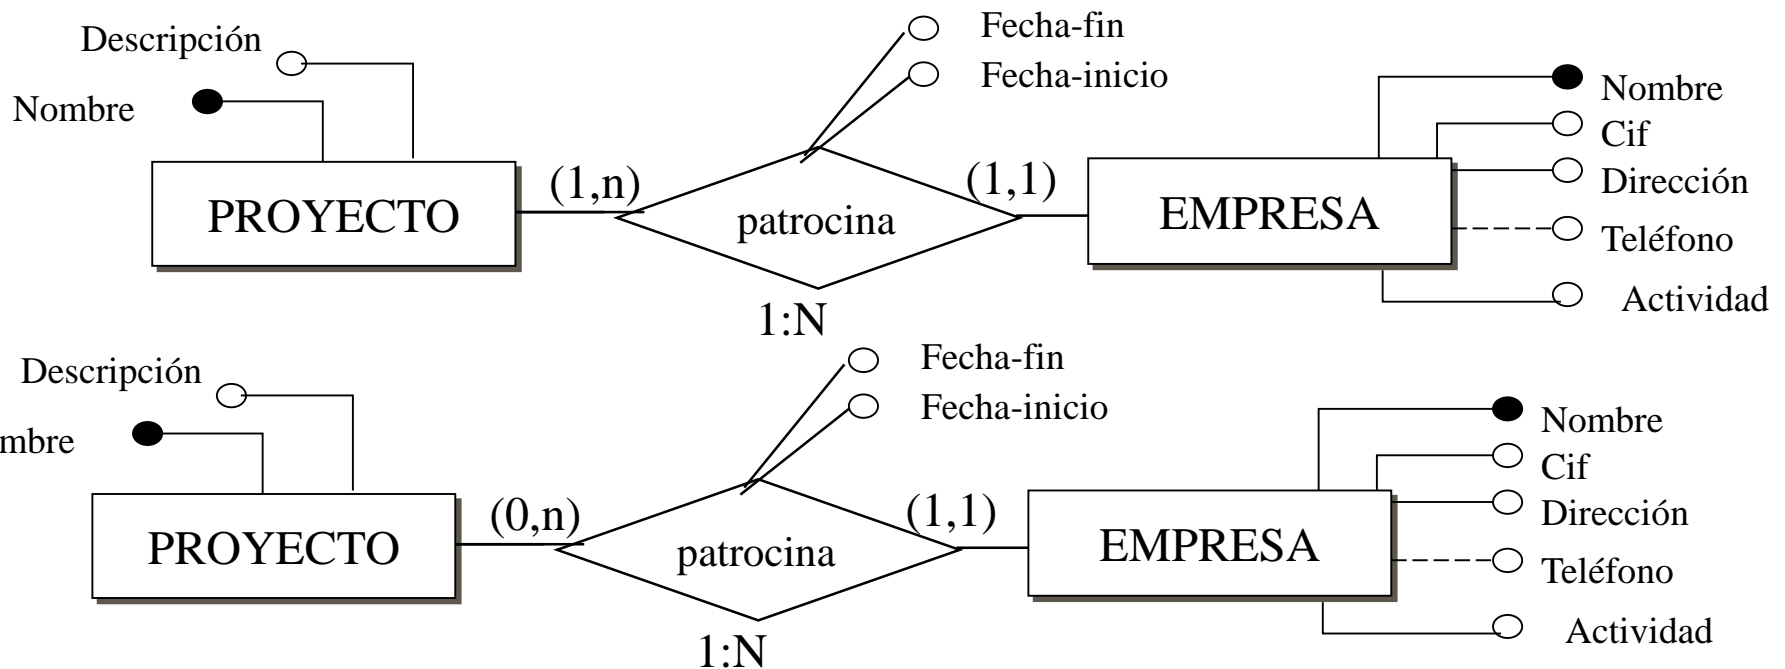 Descripción
Nombre
PROYECTO
(1,n)
patrocina
1:N
Fecha-fin
Fecha-inicio
(1,1)
EMPRESA
Nombre
Cif
Dirección
Teléfono
Actividad
Descripción
mbre
PROYECTO
(0,n)
patrocina
1:N
Fecha-fin
Fecha-inicio
(1,1)
EMPRESA
Nombre
Cif
Dirección
Teléfono
Actividad